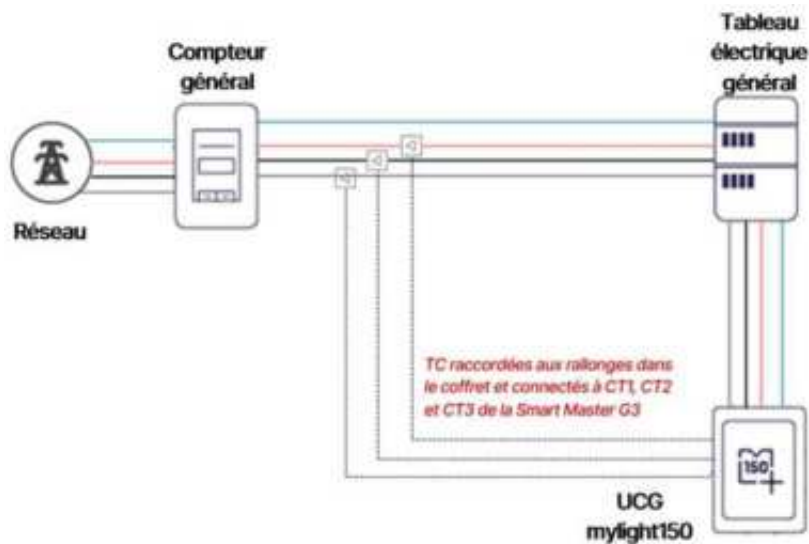 Compteur
général
Tableau
électrique
général
Réseau
TC raccordées aux rallonges dans
le coffret et connectés à CT1, CT2
et CT3 de la Smart Master G3
150
UCG
mylight150